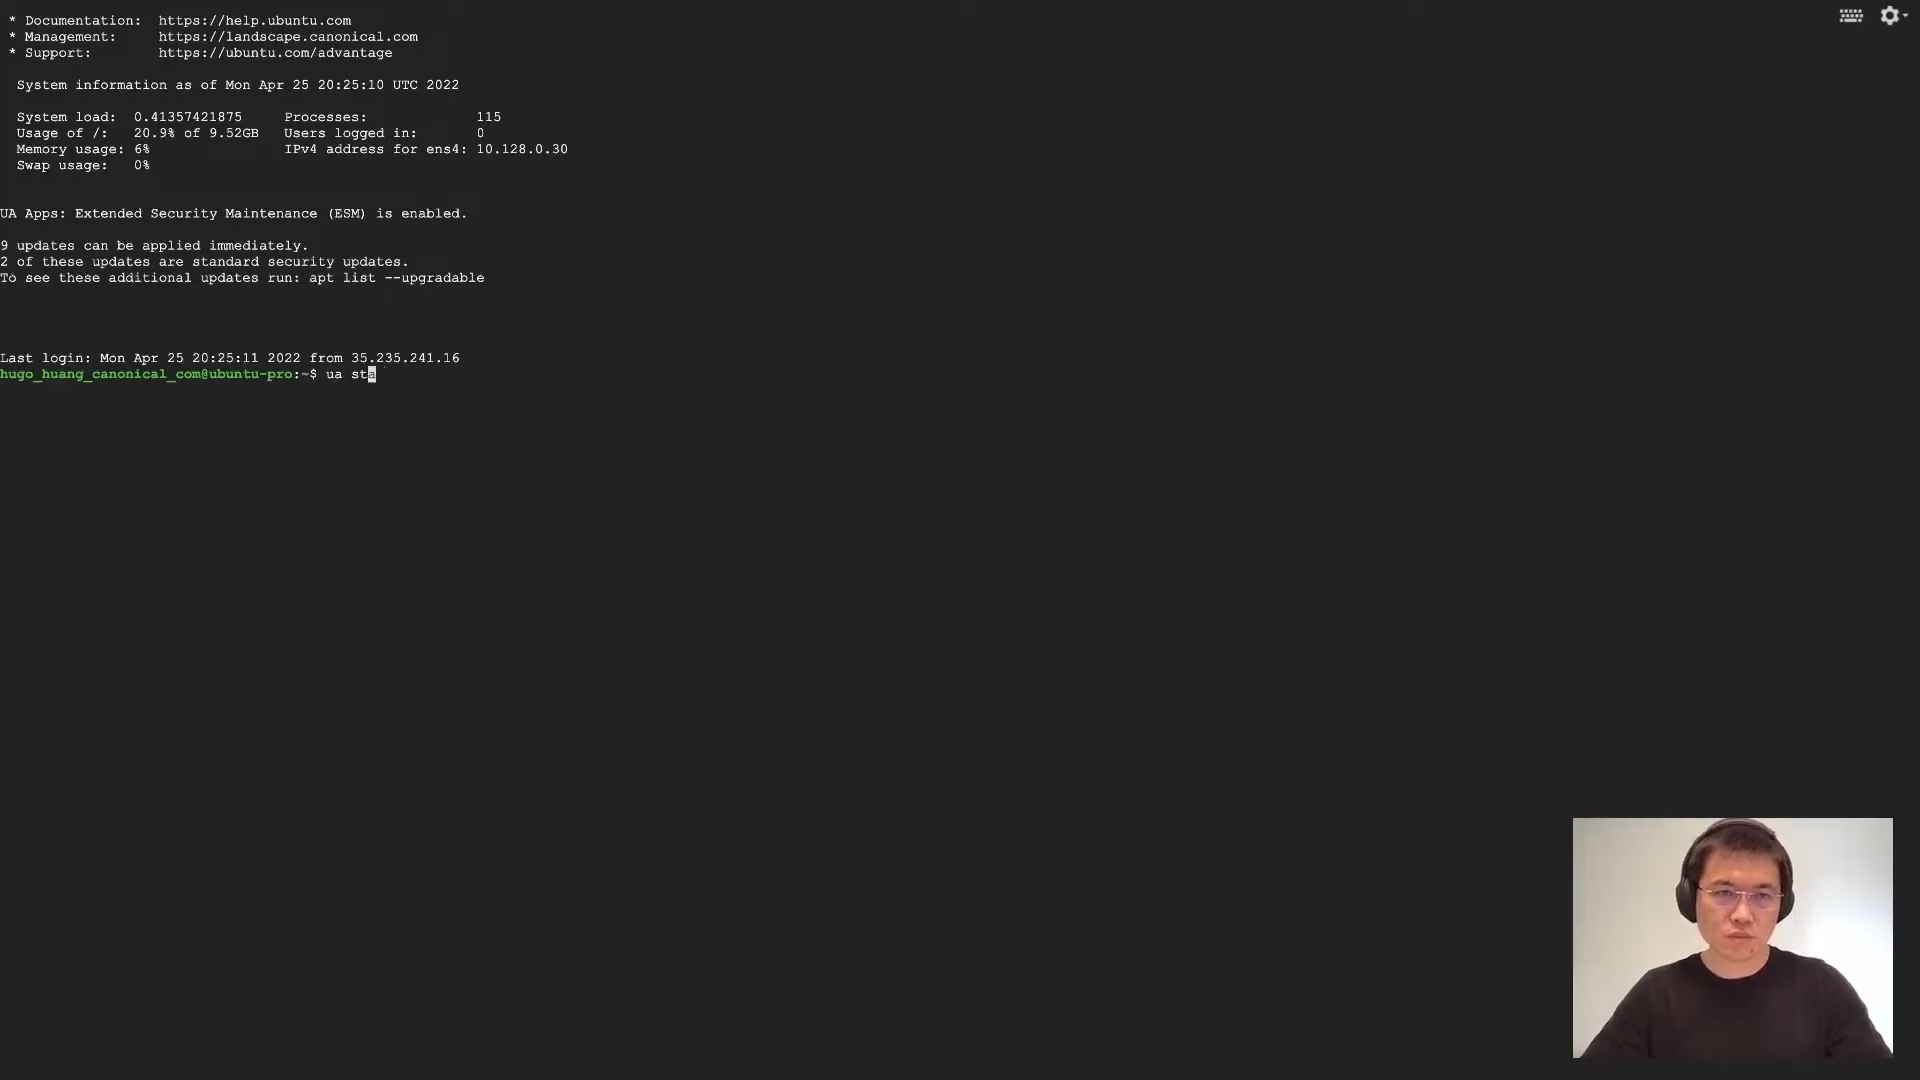 * Documentation:  https://help.ubuntu.com
* Management:     https://landscape.canonical.com
* Support:        https://ubuntu.com/advantage
System information as of Mon Apr 25 20:25:10 UTC 2022
System load:  0.41357421875     Processes:             115
Usage of /:   20.9% of 9.52GB   Users logged in:       0
Memory usage: 6%                IPv4 address for ens4: 10.128.0.30
Swap usage:   0%
UA Apps: Extended Security Maintenance (ESM) is enabled.
9 updates can be applied immediately.
2 of these updates are standard security updates.
To see these additional updates run: apt list --upgradable
Last login: Mon Apr 25 20:25:11 2022 from 35.235.241.16
hugo_huang_canonical_com@ubuntu-pro:~$ ua sta